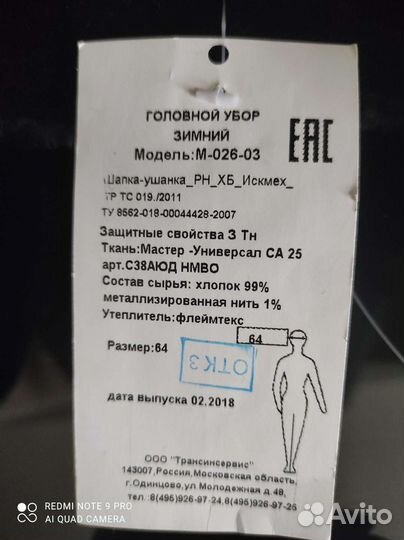 ГОЛОВНОЙ УБОР
ЗИМНИЙ
Модель:М-026-03
EAC
Шапка-ушанка_РН_ХБ_Искмех_
ТР ТС 019./2011
ТУ 8562-018-00044428-2007
Защитные свойства З Тн
Ткань:Мастер -Универсал СА 25
арт.С38АЮД НМВО
Состав сырья: хлопок 99%
металлизированная нить 1%
Утеплитель:флеймтекс
64
Размер:64
ОТК 3
дата выпуска 02.2018
ООО "Трансинсервис"
143007,Россия,Московская область,
г.Одинцово,ул.Молодежная д.48,
тел.:8(495)926-97-24,8(495)926-97-25
REDMI NOTE 9 PRO
AI QUAD CAMERA
Avito